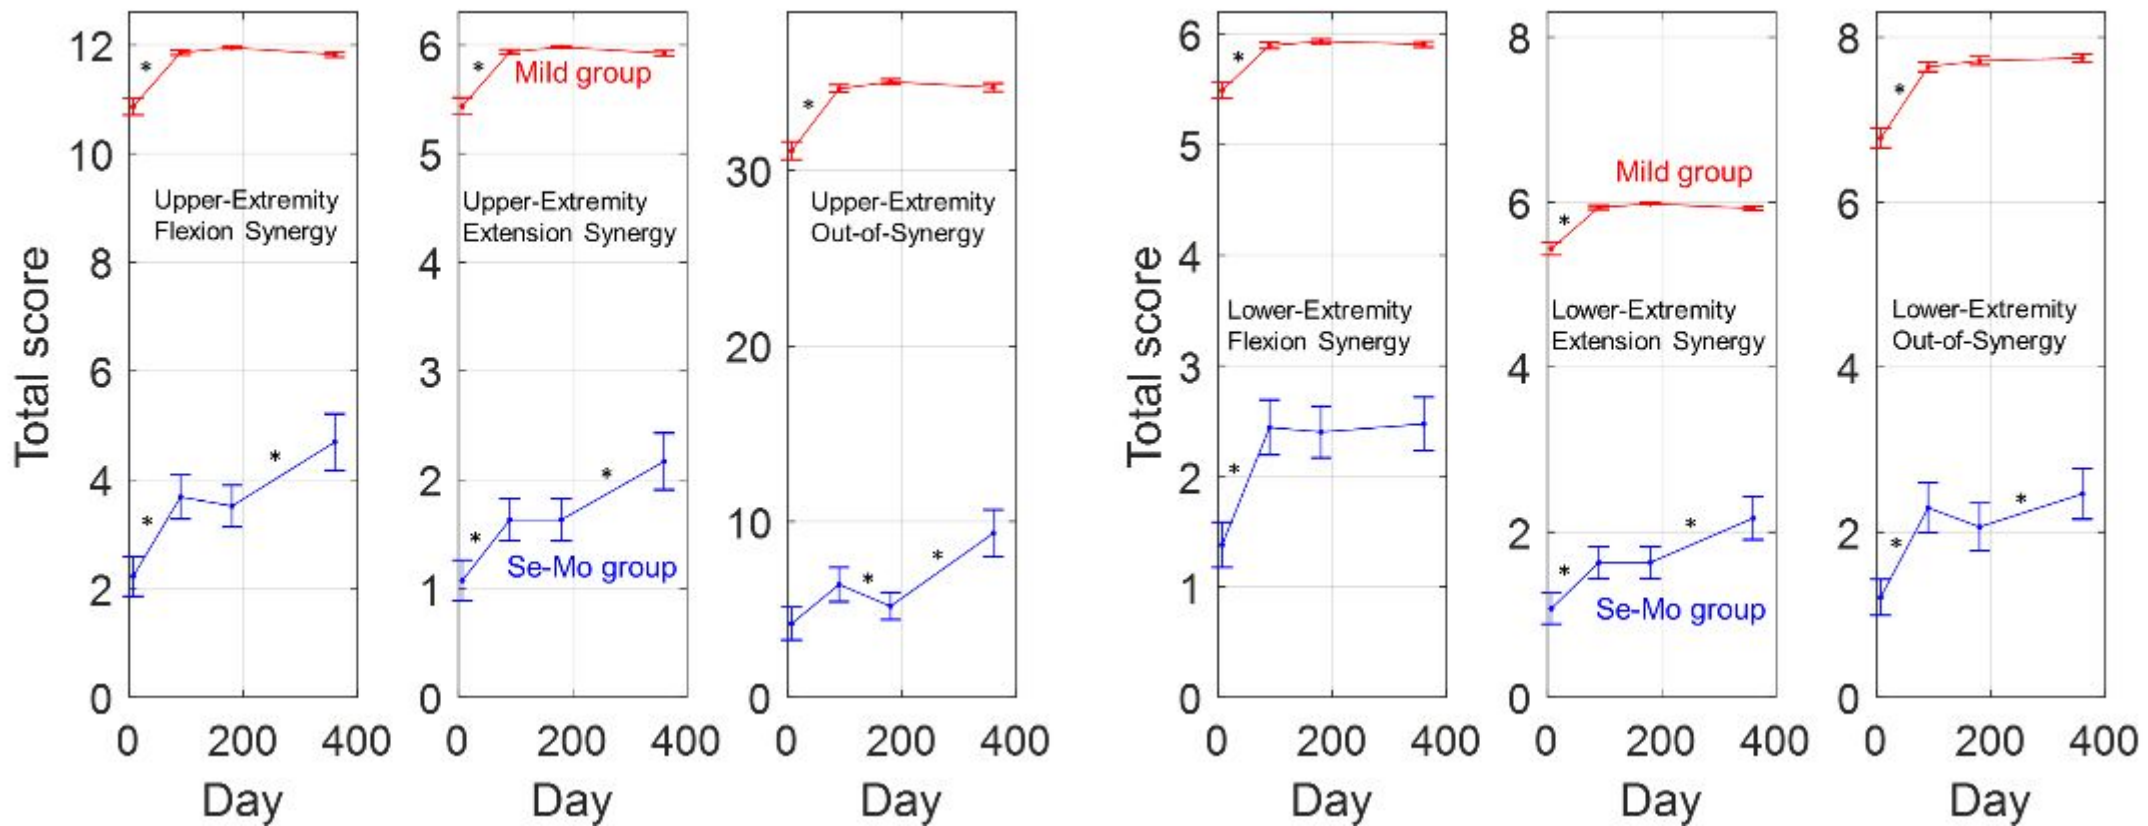 Total score
12
10
8
6
4
2
0
0 200 400
Day
*
*
*
Upper-Extremity
Flexion Synergy
6
5
4
3
2
1
0
0 200 400
Day
*
*
*
Mild group
Upper-Extremity
Extension Synergy
Se-Mo group
30
20
10
0
0 200 400
Day
*
*
*
Upper-Extremity
Out-of-Synergy
Total score
6
5
4
3
2
1
0
0 200 400
Day
*
*
Lower-Extremity
Flexion Synergy
8
6
4
2
0
0 200 400
Day
*
*
*
Mild group
Lower-Extremity
Extension Synergy
Se-Mo group
8
6
4
2
0
0 200 400
Day
*
*
*
Lower-Extremity
Out-of-Synergy